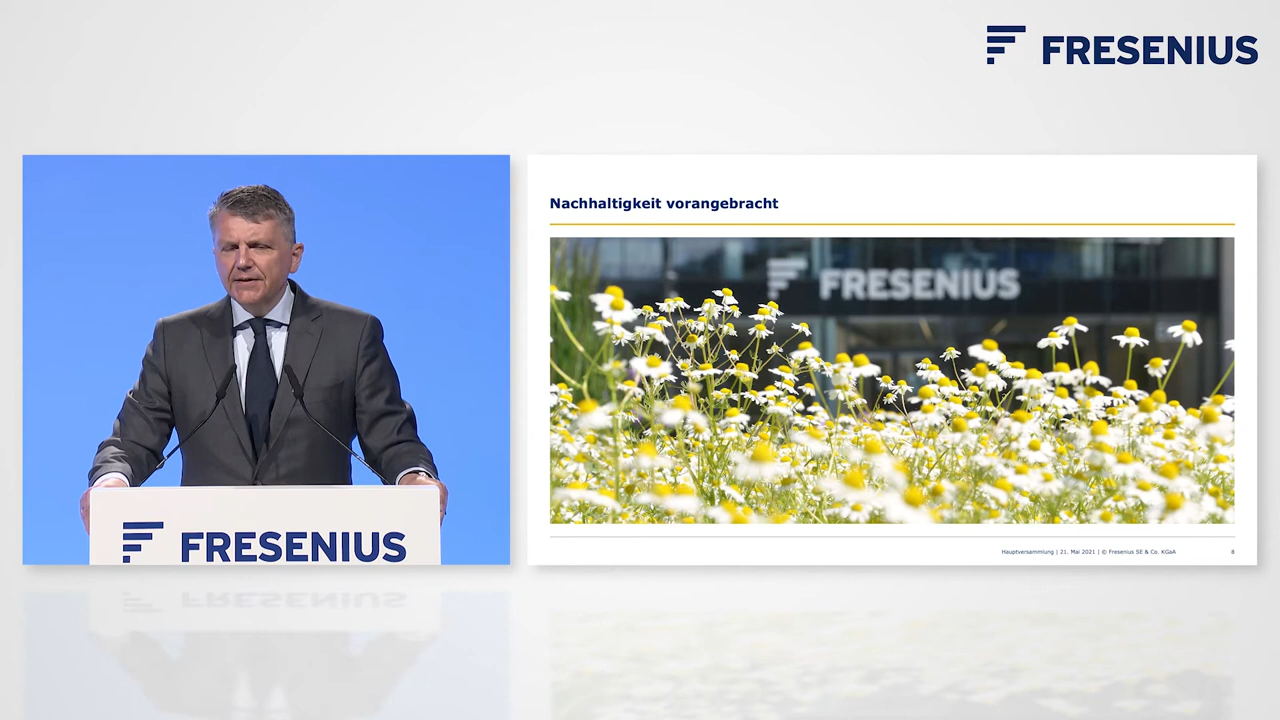 FRESENIUS
Nachhaltigkeit vorangebracht
FRESENIUS
FRESENIUS
Hauptversammlung | 21. Mai 2021 | © Fresenius SE & Co. KGaA 8